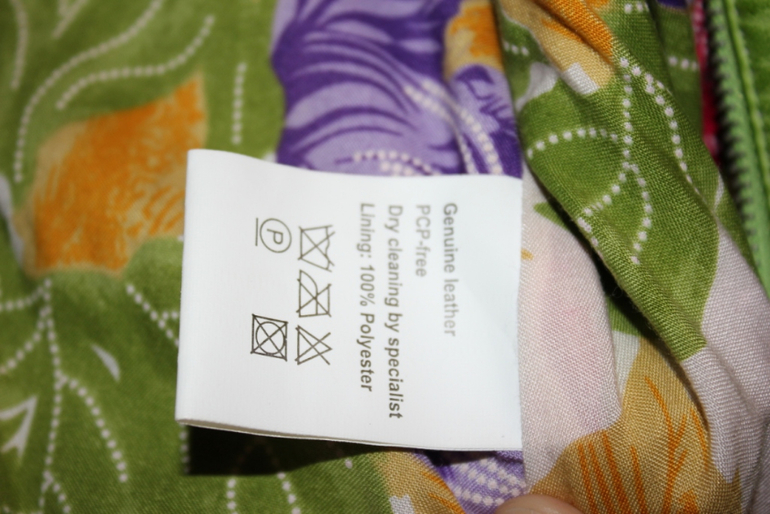 Genuine leather
PCP-free
Dry cleaning by specialist
Lining: 100% Polyester
P